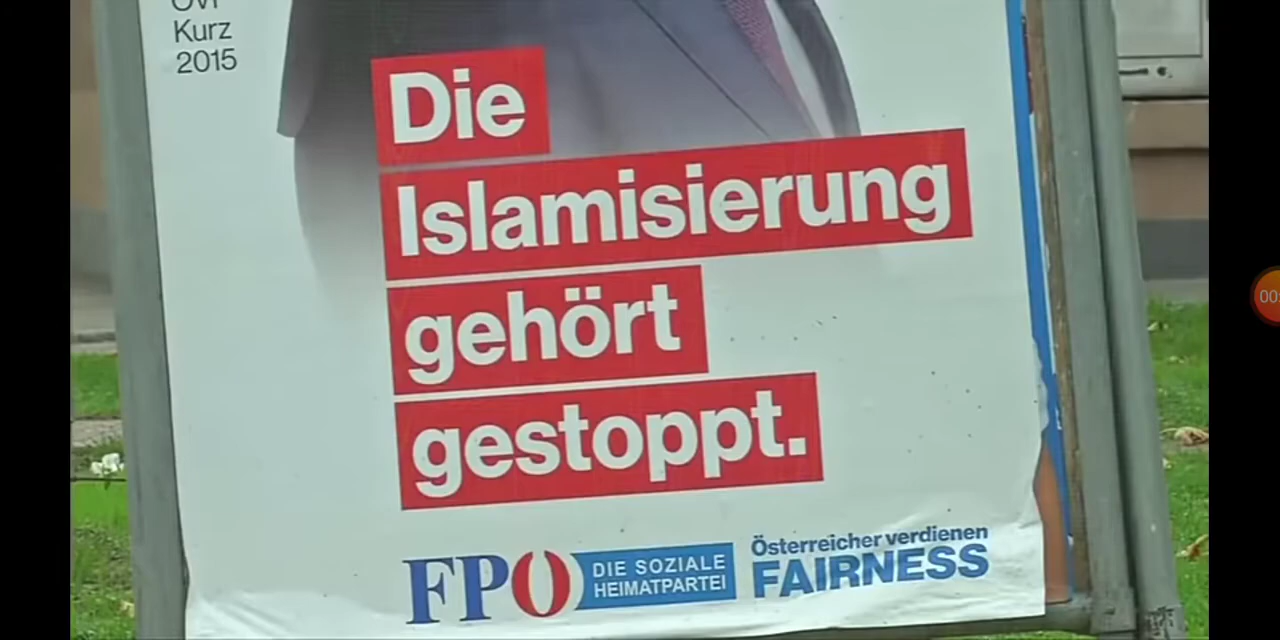 Kurz
2015
Die
Islamisierung
gehört
gestoppt.
FPÖ
DIE SOZIALE
HEIMATPARTEI
Österreicher verdienen
FAIRNESS